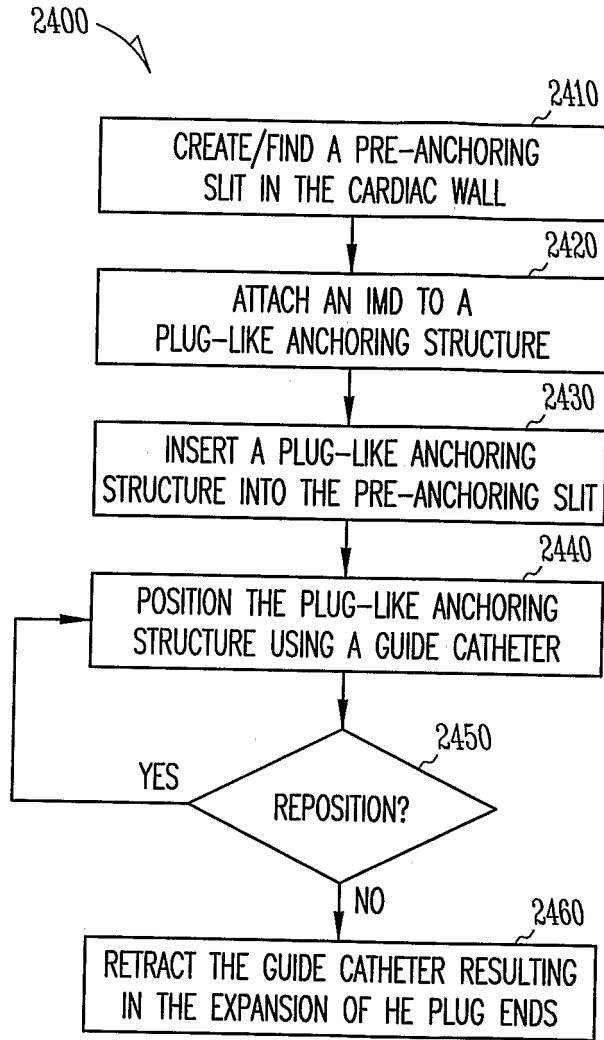 2400
2410
CREATE/FIND A PRE-ANCHORING
SLIT IN THE CARDIAC WALL
2420
ATTACH AN IMD TO A
PLUG-LIKE ANCHORING STRUCTURE
2430
INSERT A PLUG-LIKE ANCHORING
STRUCTURE INTO THE PRE-ANCHORING SLIT
2440
POSITION THE PLUG-LIKE ANCHORING
STRUCTURE USING A GUIDE CATHETER
2450
YES
REPOSITION?
NO
2460
RETRACT THE GUIDE CATHETER RESULTING
IN THE EXPANSION OF HE PLUG ENDS